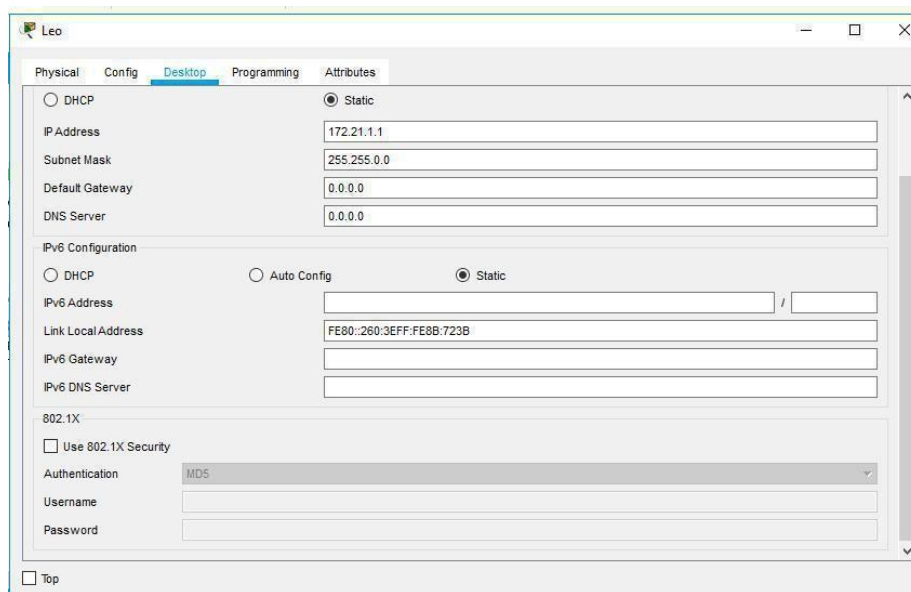 Leo
Physical Config Desktop Programming Attributes
DHCP Static
IP Address 172.21.1.1
Subnet Mask 255.255.0.0
Default Gateway 0.0.0.0
DNS Server 0.0.0.0
IPv6 Configuration
DHCP Auto Config Static
IPv6 Address /
Link Local Address FE80::260:3EFF:FE8B:723B
IPv6 Gateway
IPv6 DNS Server
802.1X
Use 802.1X Security
Authentication MD5
Username
Password
Top